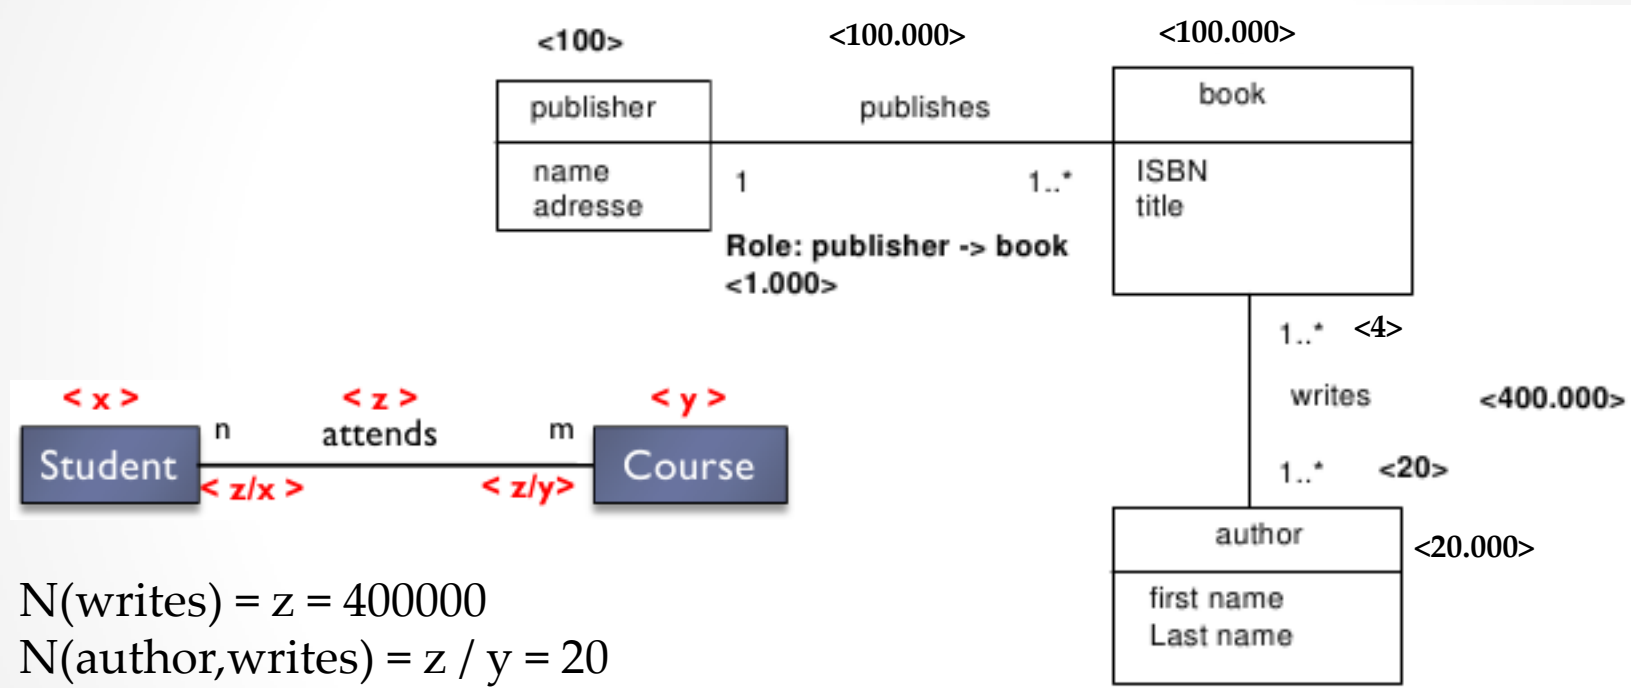 <100>
<100.000>
<100.000>
publisher
publishes
book
name
adresse
1
1..*
ISBN
title
Role: publisher -> book
<1.000>
1..* <4>
writes <400.000>
1..* <20>
author
<20.000>
first name
Last name
< x >
< z >
< y >
Student
n
attends
m
Course
< z/x >
< z/y>
N(writes) = z = 400000
N(author,writes) = z / y = 20